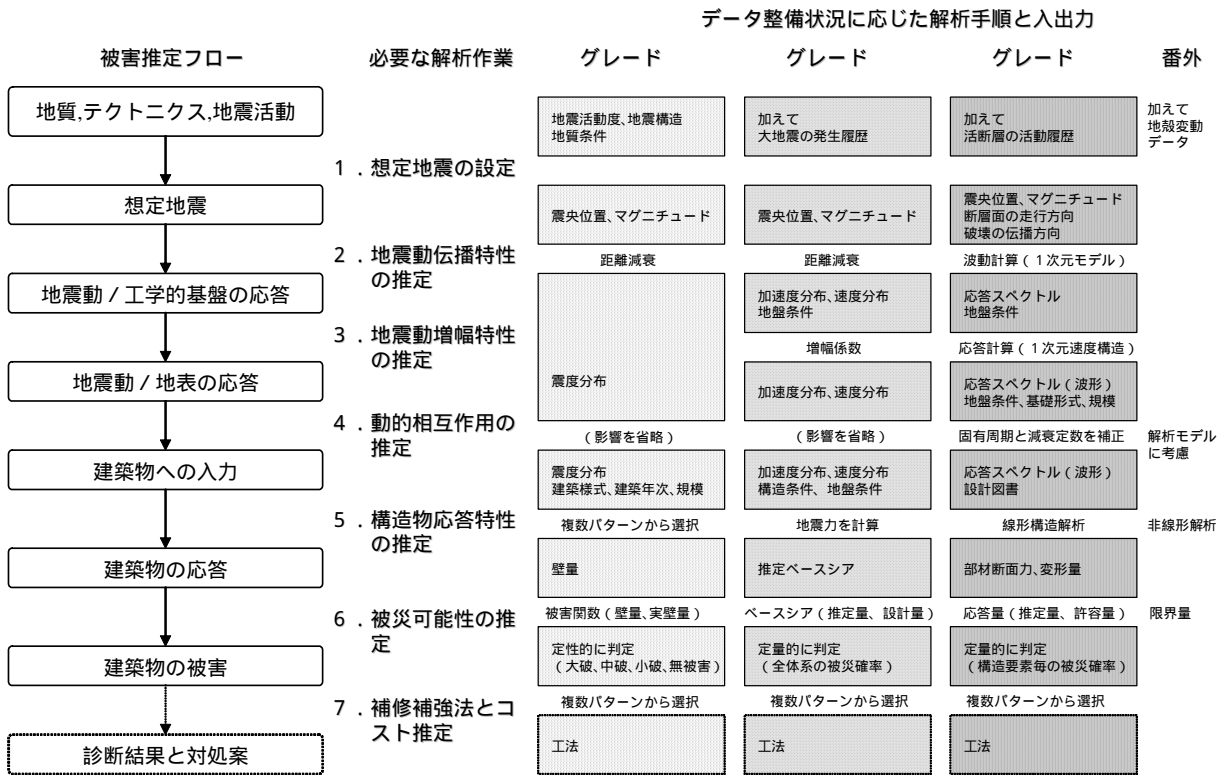 データ整備状況に応じた解析手順と入出力
被害推定フロー
必要な解析作業
グレード
グレード
グレード
番外
地質,テクトニクス,地震活動
想定地震
地震動 / 工学的基盤の応答
地震動 / 地表の応答
建築物への入力
建築物の応答
建築物の被害
診断結果と対処案
1 . 想定地震の設定
2 . 地震動伝播特性
の推定
3 . 地震動増幅特性
の推定
4 . 動的相互作用の
推定
5 . 構造物応答特性
の推定
6 . 被災可能性の推
定
7 . 補修補強法とコ
スト推定
地震活動度、地震構造
地質条件
震央位置、マグニチュード
距離減衰
震度分布
( 影響を省略 )
震度分布
建築様式、建築年次、規模
複数パターンから選択
壁量
被害関数 ( 壁量、実壁量 )
定性的に判定
( 大破、中破、小破、無被害 )
複数パターンから選択
工法
加えて
大地震の発生履歴
震央位置、マグニチュード
距離減衰
加速度分布、速度分布
地盤条件
増幅係数
加速度分布、速度分布
( 影響を省略 )
加速度分布、速度分布
構造条件、地盤条件
地震力を計算
推定ベースシア
ベースシア ( 推定量、設計量 )
定量的に判定
( 全体系の被災確率 )
複数パターンから選択
工法
加えて
活断層の活動履歴
震央位置、マグニチュード
断層面の走行方向
破壊の伝播方向
波動計算 ( 1次元モデル )
応答スペクトル
地盤条件
応答計算 ( 1次元速度構造 )
応答スペクトル ( 波形 )
地盤条件、基礎形式、規模
固有周期と減衰定数を補正
応答スペクトル ( 波形 )
設計図書
線形構造解析
部材断面力、変形量
応答量 ( 推定量、許容量 )
定量的に判定
( 構造要素毎の被災確率 )
複数パターンから選択
工法
加えて
地殻変動
データ
解析モデル
に考慮
非線形解析
限界量